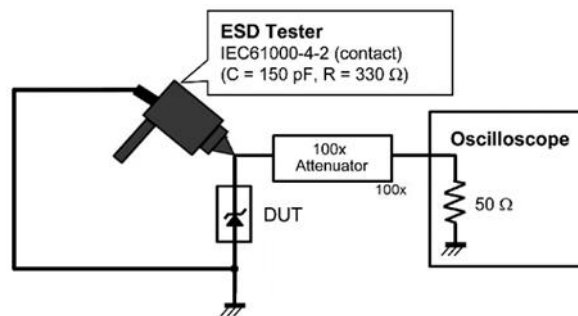 ESD Tester
IEC61000-4-2 (contact)
(C = 150 pF, R = 330 Ω)
100x
Attenuator
100x
Oscilloscope
50 Ω
DUT